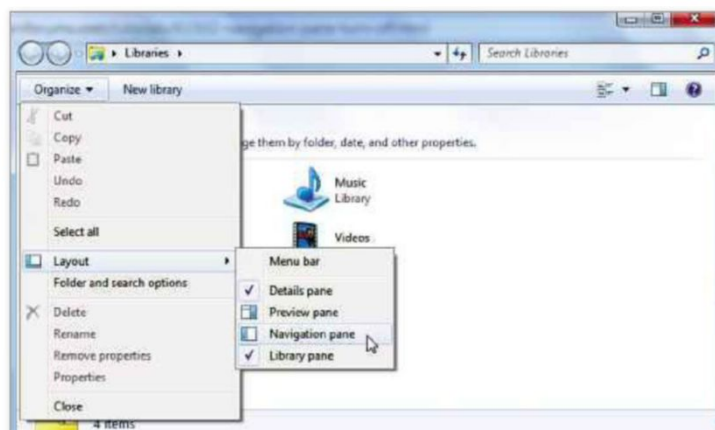 Libraries
Search Libraries
Organize
New library
Cut
Copy
Paste
Undo
Redo
Select all
Layout
Folder and search options
Delete
Rename
Remove properties
Properties
Close
ge them by folder, date, and other properties.
Music
Library
Videos
Menu bar
Details pane
Preview pane
Navigation pane
Library pane
4 items